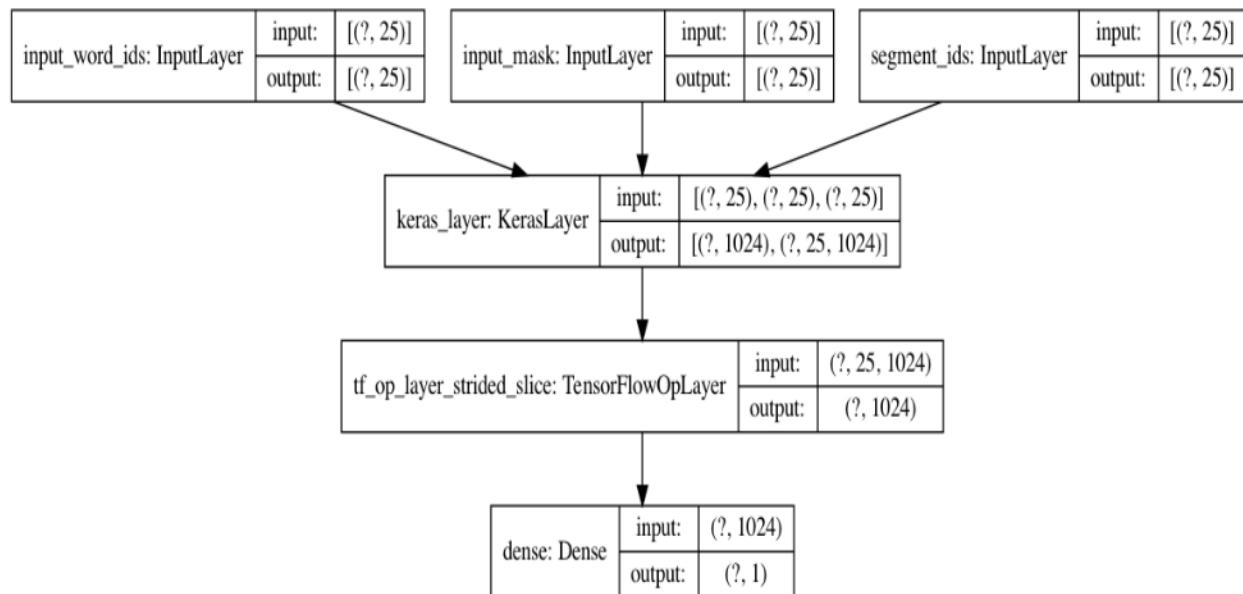 input_word_ids: InputLayer
input: [(?, 25)]
output: [(?, 25)]
input_mask: InputLayer
input: [(?, 25)]
output: [(?, 25)]
segment_ids: InputLayer
input: [(?, 25)]
output: [(?, 25)]
keras_layer: KerasLayer
input: [(?, 25), (?, 25), (?, 25)]
output: [(?, 1024), (?, 25, 1024)]
tf_op_layer_strided_slice: TensorFlowOpLayer
input: (?, 25, 1024)
output: (?, 1024)
dense: Dense
input: (?, 1024)
output: (?, 1)